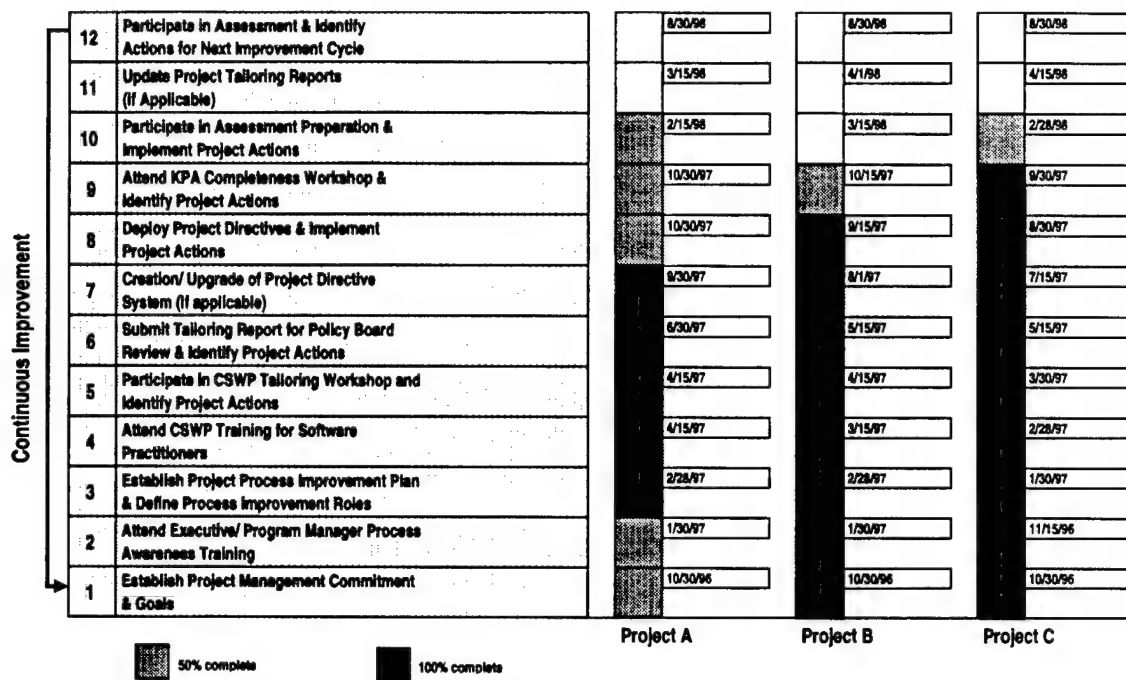 Continuous Improvement
12 Participate in Assessment & Identify
Actions for Next Improvement Cycle
8/30/98 8/30/98 8/30/98
11 Update Project Tailoring Reports
(if Applicable)
3/15/98 4/1/98 4/15/98
10 Participate in Assessment Preparation &
Implement Project Actions
2/15/98 3/15/98 2/28/98
9 Attend KPA Completeness Workshop &
Identify Project Actions
10/30/97 10/15/97 9/30/97
8 Deploy Project Directives & Implement
Project Actions
10/30/97 9/15/97 8/30/97
7 Creation/ Upgrade of Project Directive
System (if applicable)
9/30/97 8/1/97 7/15/97
6 Submit Tailoring Report for Policy Board
Review & Identify Project Actions
6/30/97 5/15/97 5/15/97
5 Participate in CSWP Tailoring Workshop and
Identify Project Actions
4/15/97 4/15/97 3/30/97
4 Attend CSWP Training for Software
Practitioners
4/15/97 3/15/97 2/28/97
3 Establish Project Process Improvement Plan
& Define Process Improvement Roles
2/28/97 2/28/97 1/30/97
2 Attend Executive/ Program Manager Process
Awareness Training
1/30/97 1/30/97 11/15/96
1 Establish Project Management Commitment
& Goals
10/30/96 10/30/96 10/30/96
Project A Project B Project C
50% complete 100% complete